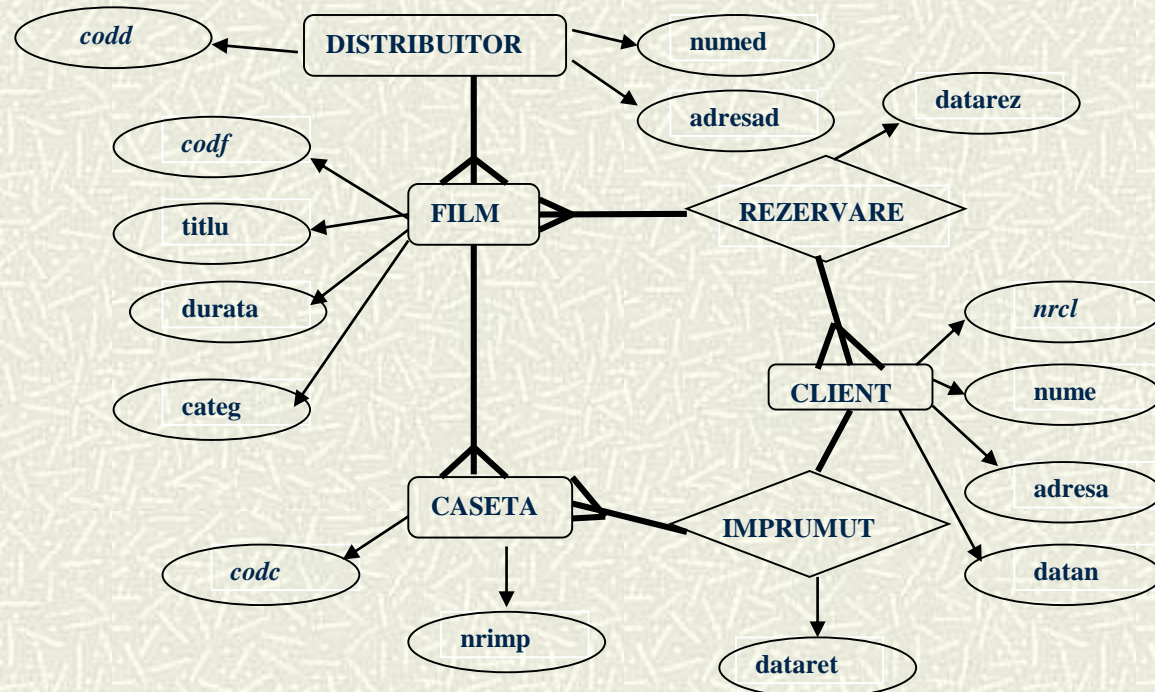 codd
DISTRIBUITOR
numed
adresad
datarez
codf
titlu
FILM
REZERVARE
durata
nrcl
categ
CLIENT
nume
adresa
CASETA
IMPRUMUT
codc
datan
nrimp
dataret